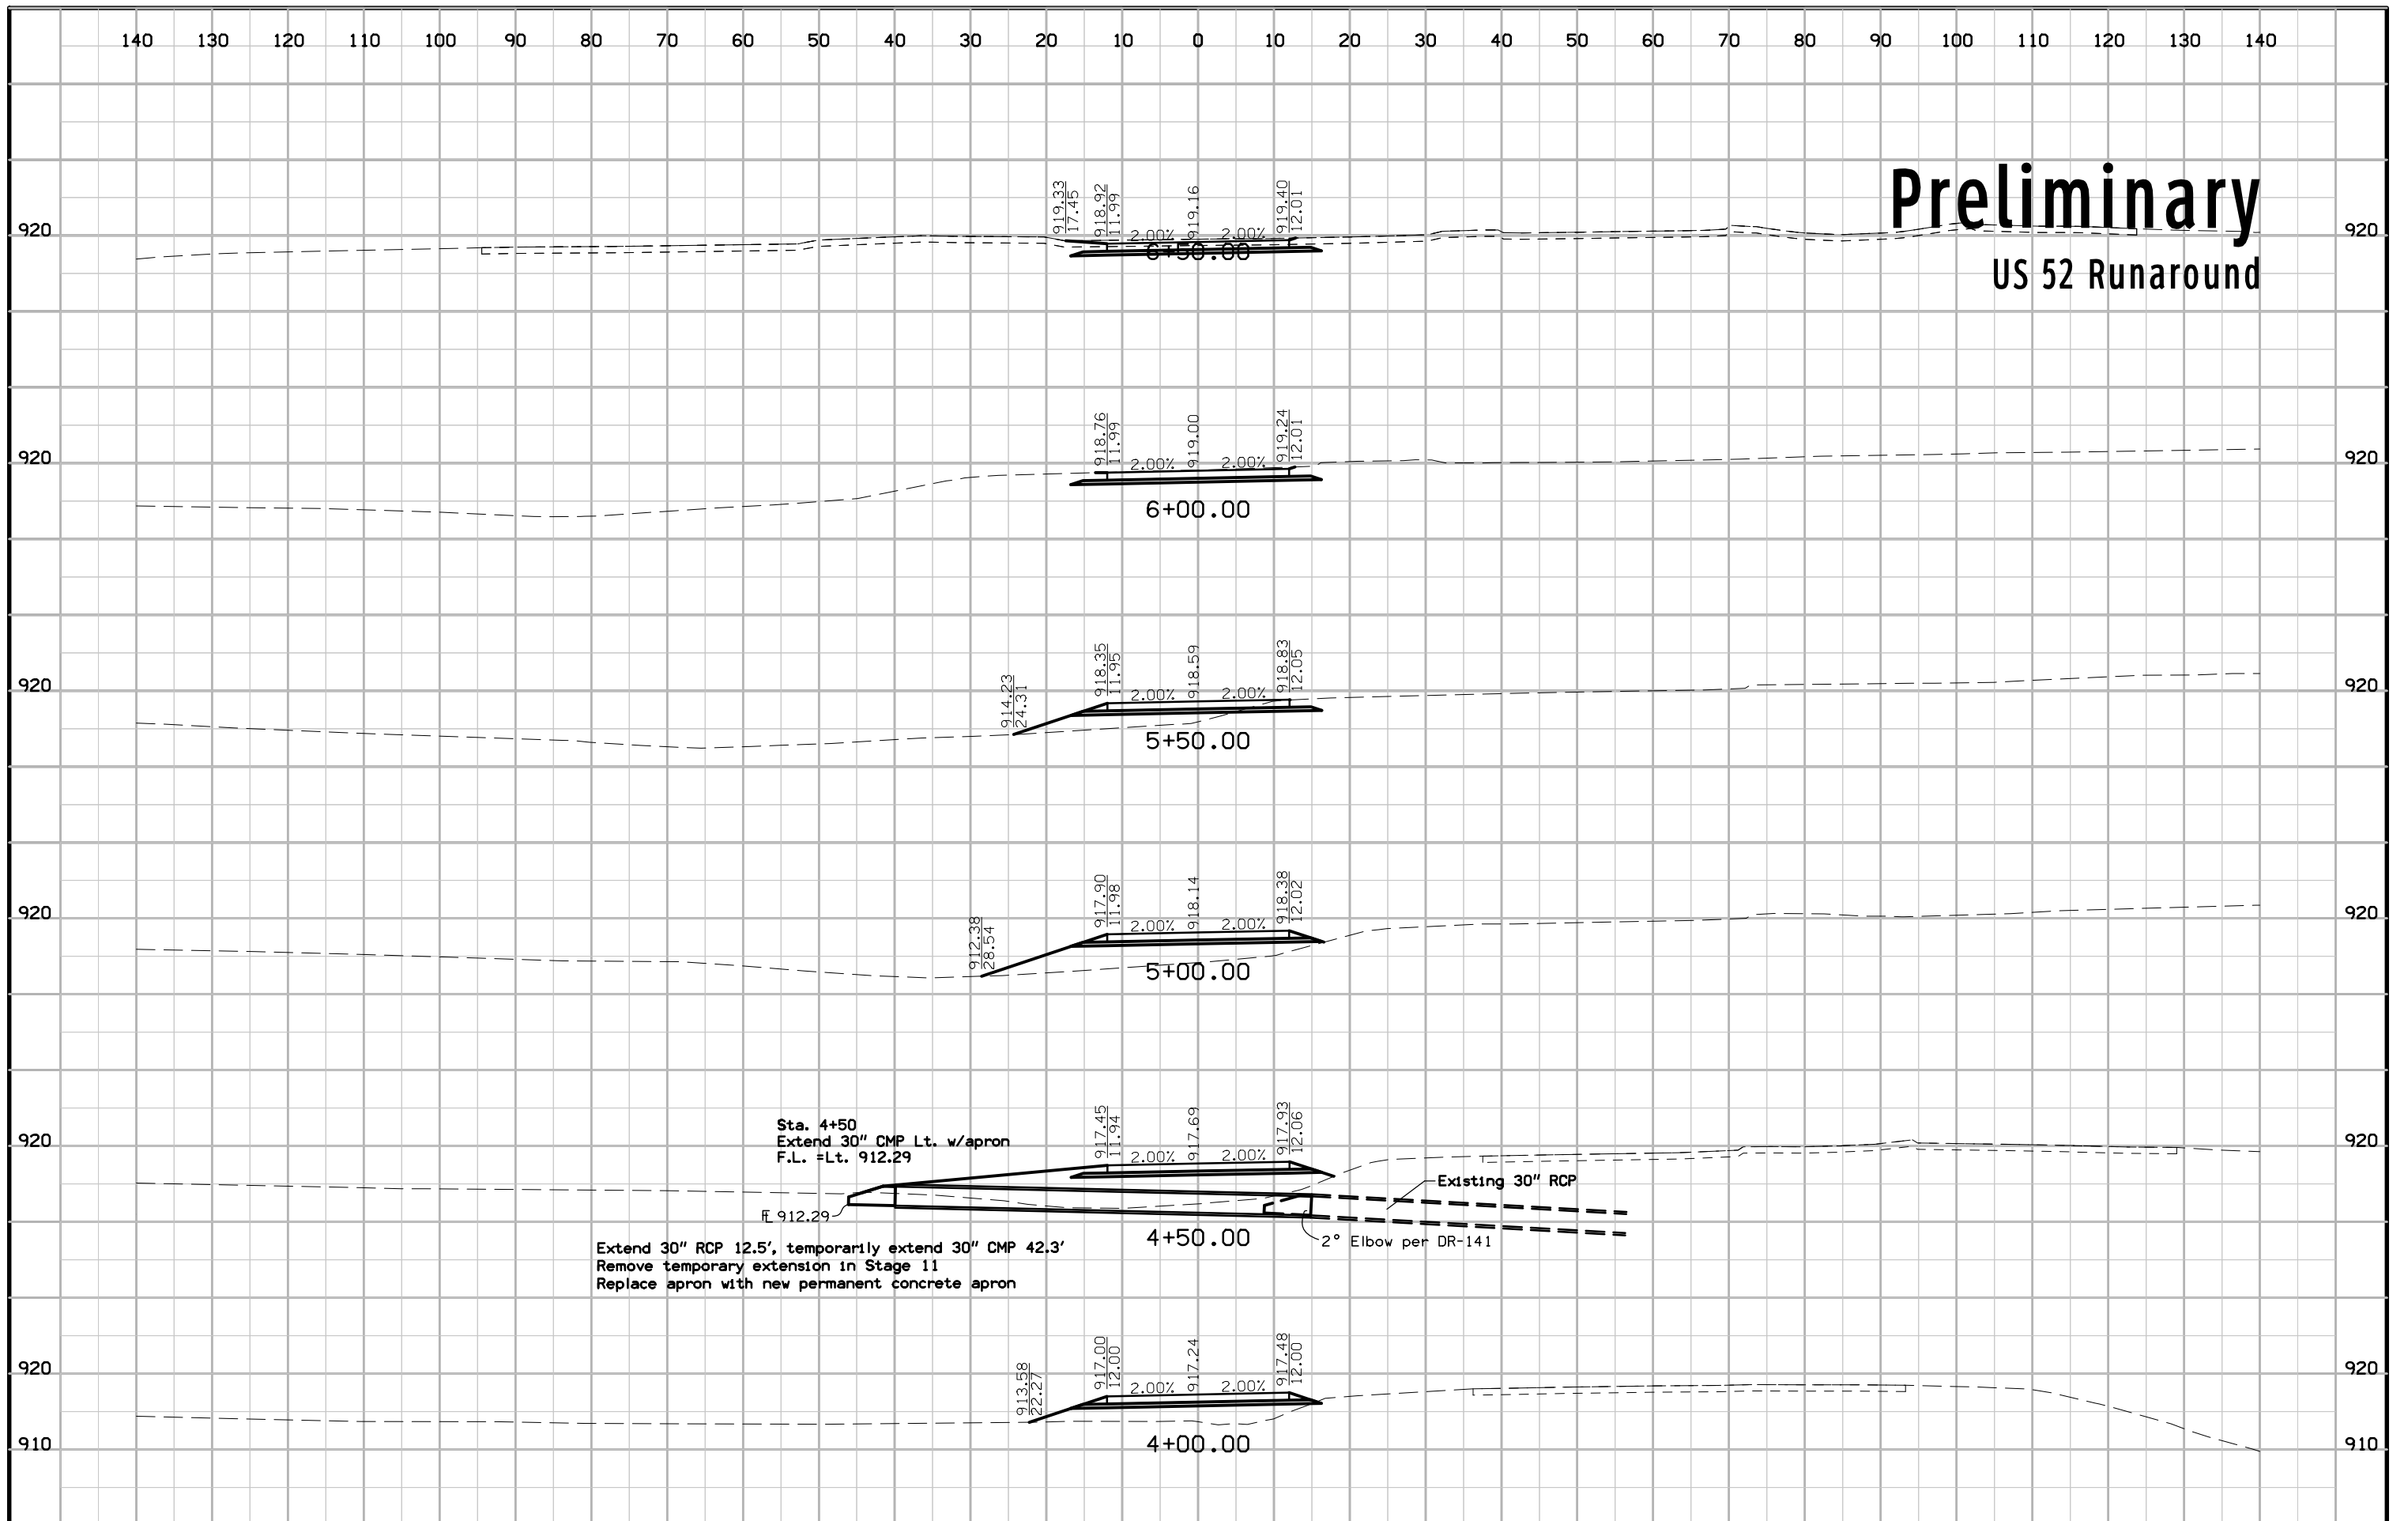 140 130 120 110 100 90 80 70 60 50 40 30 20 10 0 10 20 30 40 50 60 70 80 90 100 110 120 130 140
Preliminary
US 52 Runaround
919.33
17.45
918.92
11.99
919.16
919.40
12.01
920 2.00% 2.00% 920
6+50.00
918.76
11.99
919.00
919.24
12.01
920 2.00% 2.00% 920
6+00.00
914.23
24.31
918.35
11.95
918.59
918.83
12.05
920 2.00% 2.00% 920
5+50.00
912.38
28.54
917.90
11.98
918.14
918.38
12.02
920 2.00% 2.00% 920
5+00.00
Sta. 4+50
Extend 30" CMP Lt. w/apron
F.L. =Lt. 912.29
917.45
11.94
917.69
917.93
12.06
920 2.00% 2.00% 920
Existing 30" RCP
FL 912.29
4+50.00
2° Elbow per DR-141
Extend 30" RCP 12.5', temporarily extend 30" CMP 42.3'
Remove temporary extension in Stage 11
Replace apron with new permanent concrete apron
913.58
22.27
917.00
12.00
917.24
917.48
12.00
920 2.00% 2.00% 920
4+00.00
910 910